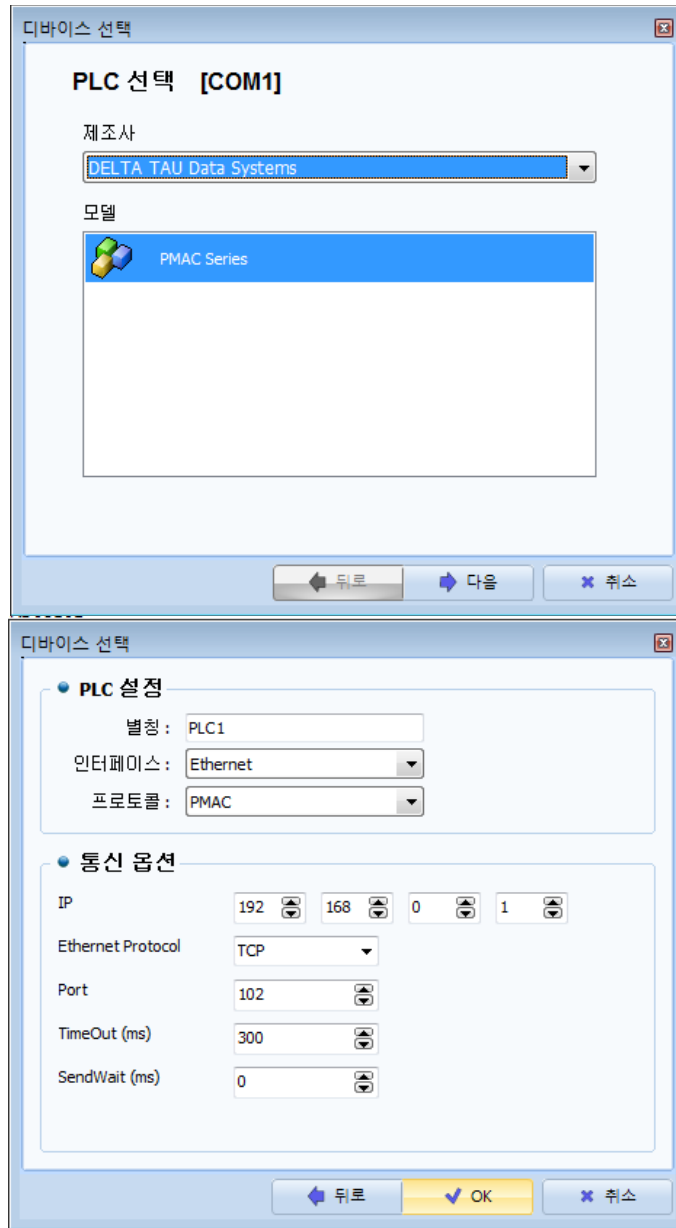 디바이스 선택
PLC 선택 [COM1]
제조사
DELTA TAU Data Systems
모델
PMAC Series
뒤로 다음 취소
디바이스 선택
PLC 설정
별칭 : PLC1
인터페이스 : Ethernet
프로토콜 : PMAC
통신 옵션
IP 192 168 0 1
Ethernet Protocol TCP
Port 102
TimeOut (ms) 300
SendWait (ms) 0
뒤로 OK 취소